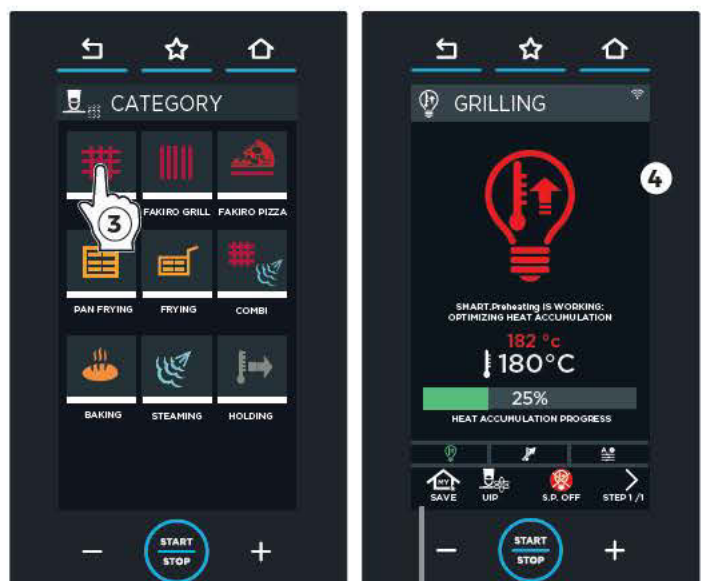 CATEGORY
3
FAKIRO GRILL
FAKIRO PIZZA
PAN FRYING
FRYING
COMBI
BAKING
STEAMING
HOLDING
START
STOP
GRILLING
4
SMART.Preheating IS WORKING:
OPTIMIZING HEAT ACCUMULATION
182 °c
180°C
25%
HEAT ACCUMULATION PROGRESS
MY
SAVE
UIP
S.P. OFF
STEP 1 /1
START
STOP